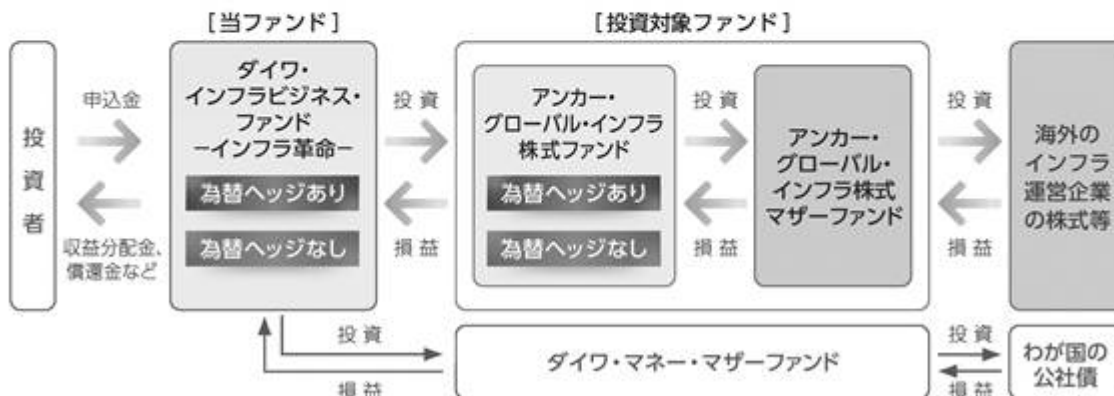 [当ファンド]
[投資対象ファンド]
投資者
申込金
収益分配金、
償還金など
ダイワ・
インフラビジネス・
ファンド
−インフラ革命−
為替ヘッジあり
為替ヘッジなし
投資
損益
アンカー・
グローバル・インフラ
株式ファンド
為替ヘッジあり
為替ヘッジなし
投資
損益
アンカー・
グローバル・
インフラ株式
マザーファンド
投資
損益
海外の
インフラ
運営企業
の株式等
投資
損益
ダイワ・マネー・マザーファンド
投資
損益
わが国の
公社債